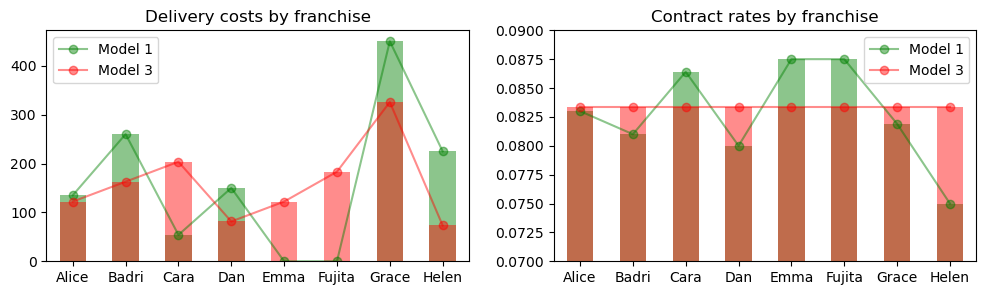 Delivery costs by franchise
Model 1
Model 3
400
300
200
100
0
Alice Badri Cara Dan Emma Fujita Grace Helen
Contract rates by franchise
Model 1
Model 3
0.0900
0.0875
0.0850
0.0825
0.0800
0.0775
0.0750
0.0725
0.0700
Alice Badri Cara Dan Emma Fujita Grace Helen